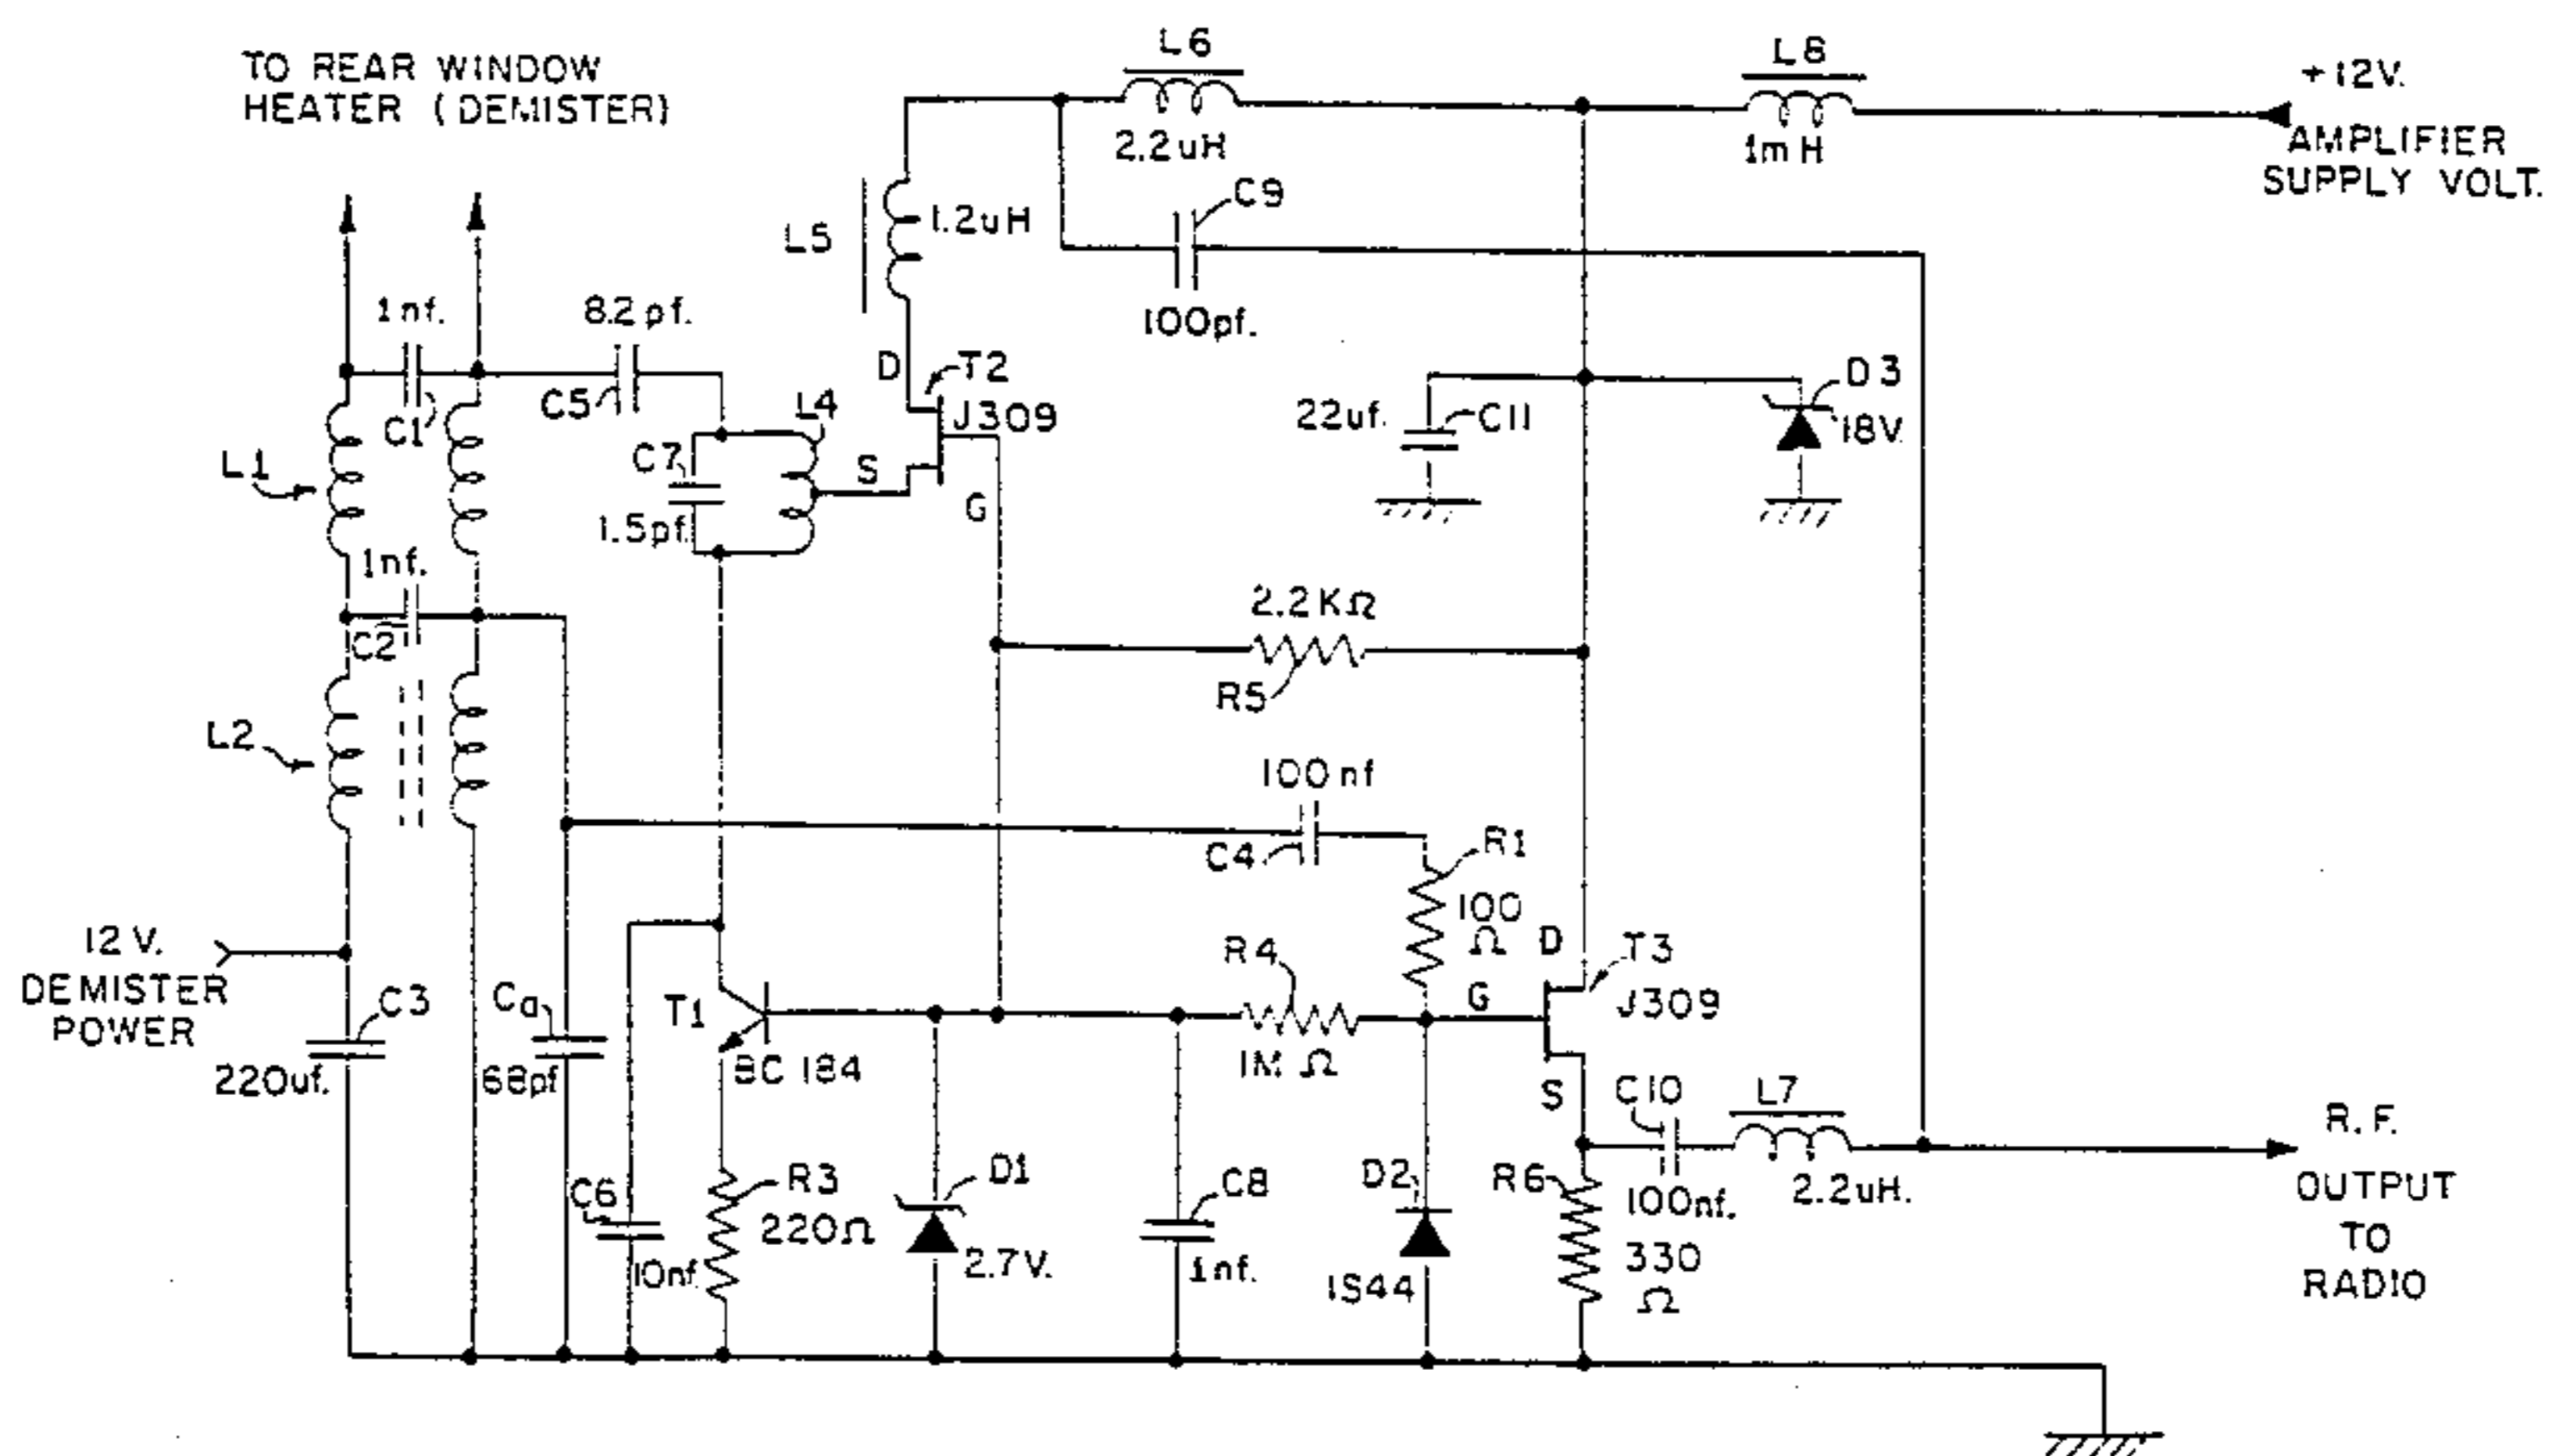 TO REAR WINDOW
HEATER (DEMISTER)
L6
2.2uH
L8
1mH
+12V.
AMPLIFIER
SUPPLY VOLT.
L5
1.2uH
C9
100pf.
1nf.
C1
8.2pf.
C5
D
T2
J309
L4
S
G
C7
1.5pf.
22uf.
C11
D3
18V.
L1
1nf.
C2
2.2KΩ
R5
L2
100nf
C4
R1
100
Ω
12V.
DEMISTER
POWER
C3
220uf.
Ca
68pf
T1
BC 184
R4
1M Ω
G
D
T3
J309
S
C10
100nf.
L7
2.2uH.
R.F.
OUTPUT
TO
RADIO
C6
10nf.
R3
220Ω
D1
2.7V.
C8
1nf.
D2
1S44
R6
330
Ω